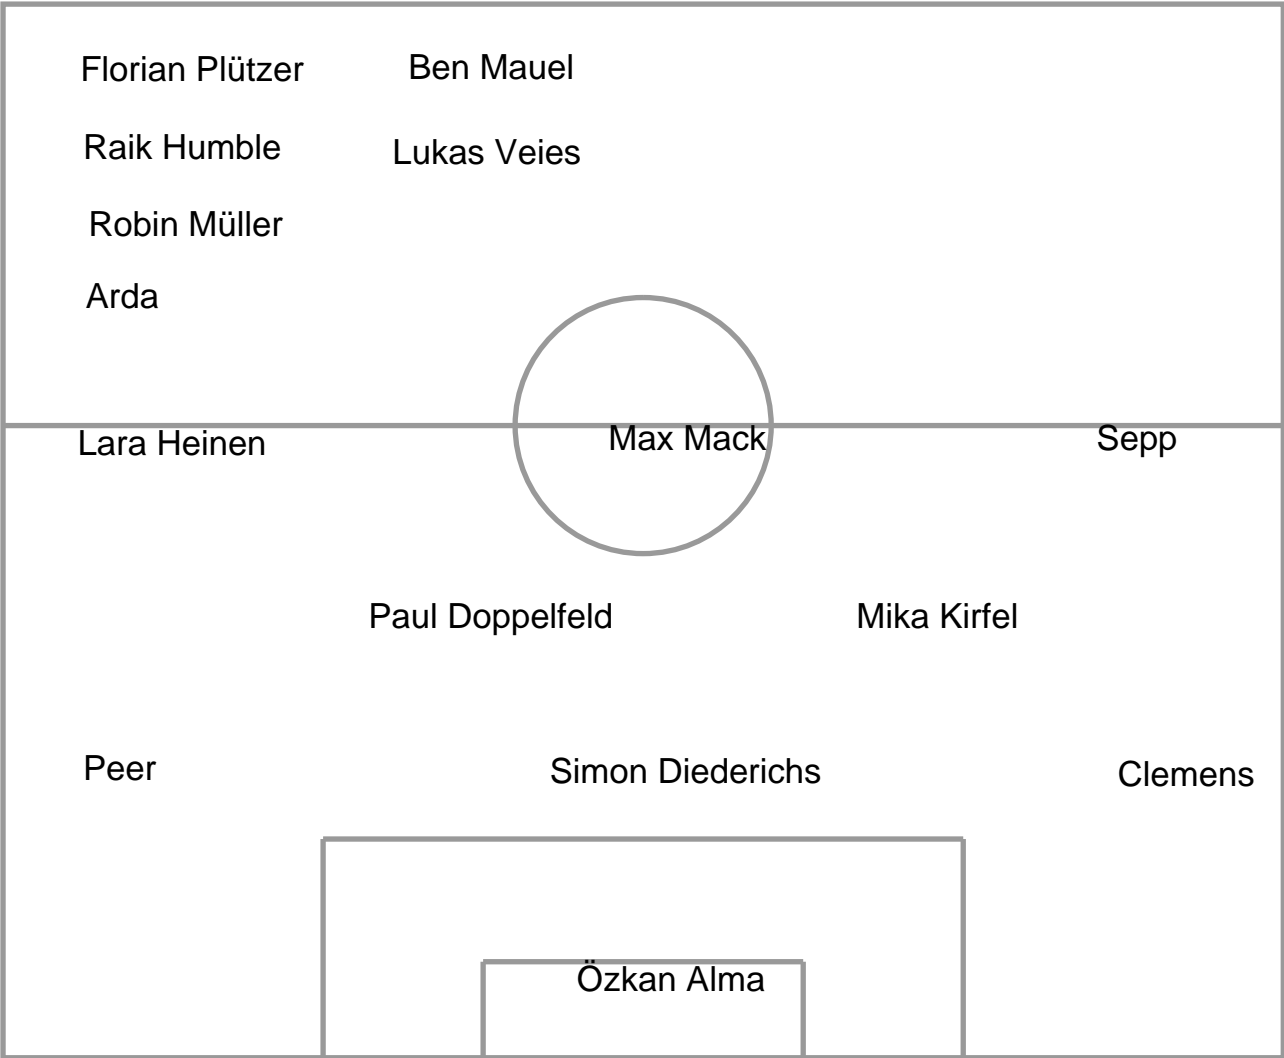 Florian Plützer
Ben Mauel
Raik Humble
Lukas Veies
Robin Müller
Arda
Lara Heinen
Max Mack
Sepp
Paul Doppelfeld
Mika Kirfel
Peer
Simon Diederichs
Clemens
Özkan Alma